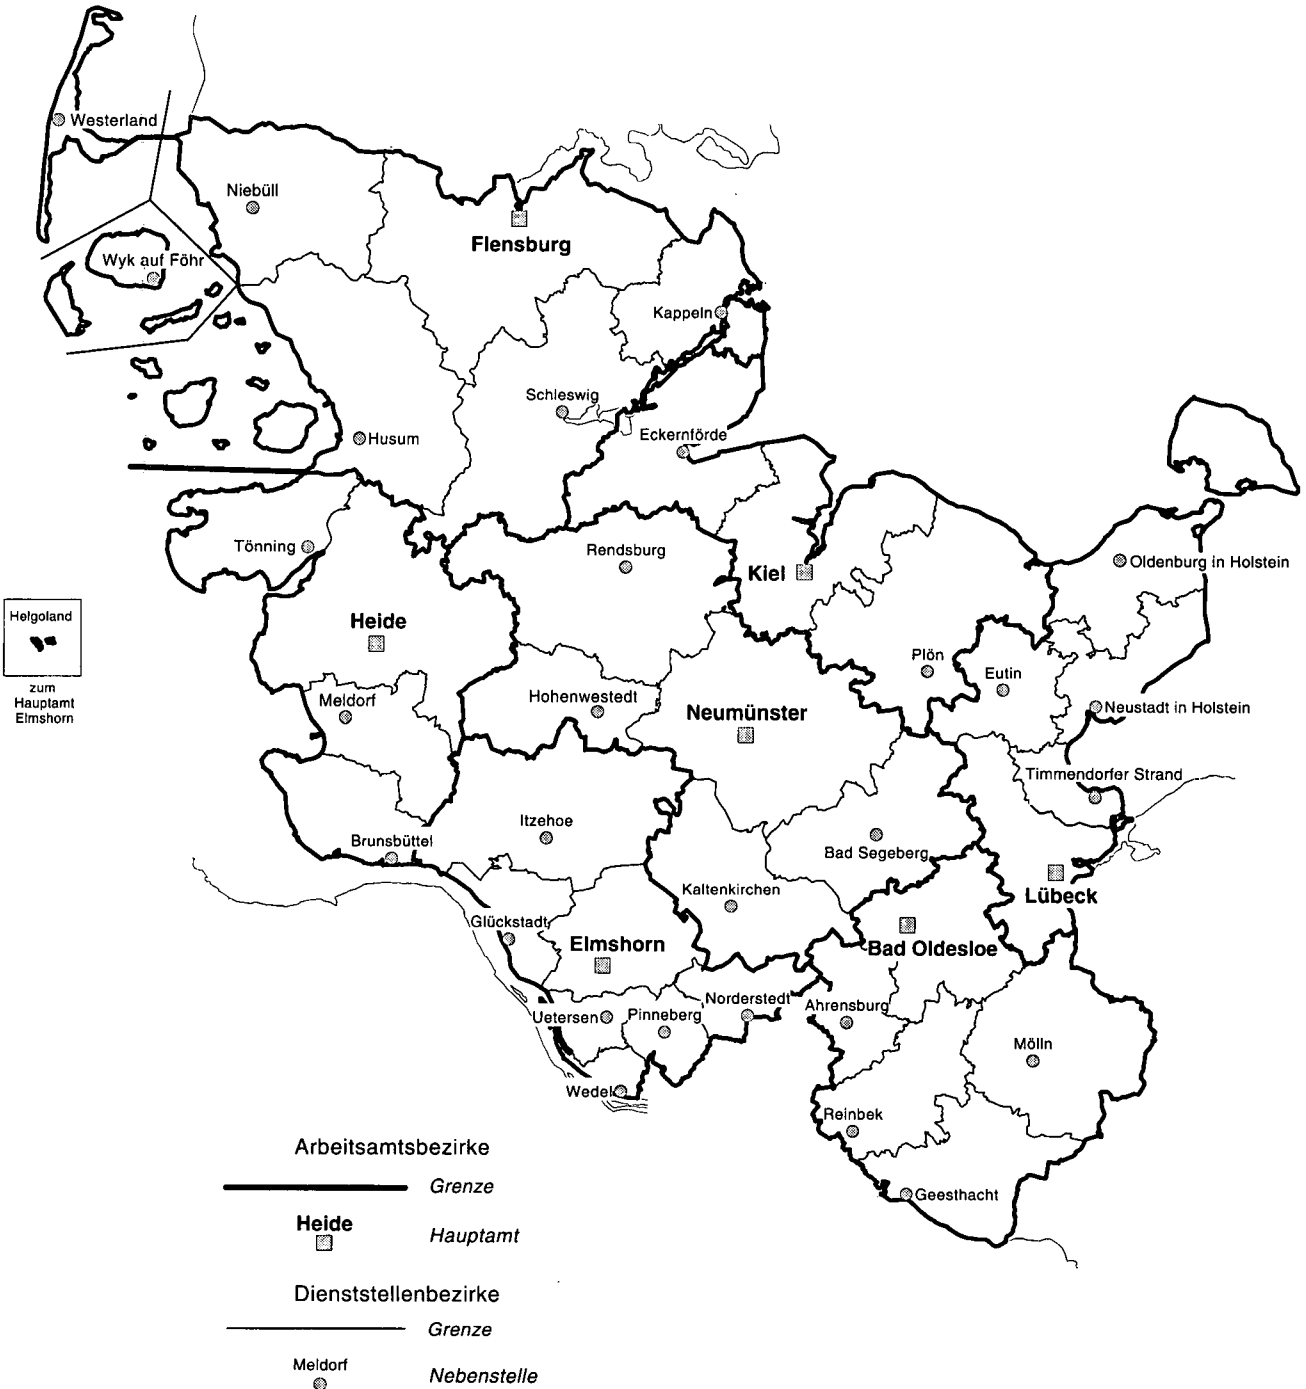 Westerland
Niebüll
Flensburg
Wyk auf Föhr
Kappeln
Schleswig
Husum
Eckernförde
Tönning
Rendsburg
Kiel
Oldenburg in Holstein
Helgoland
zum
Hauptamt
Elmshorn
Heide
Plön
Eutin
Meldorf
Hohenwestedt
Neumünster
Neustadt in Holstein
Timmendorfer Strand
Itzehoe
Brunsbüttel
Bad Segeberg
Kaltenkirchen
Lübeck
Glückstadt
Elmshorn
Bad Oldesloe
Norderstedt
Ahrensburg
Uetersen
Pinneberg
Mölln
Wedel
Reinbek
Geesthacht
Arbeitsamtsbezirke
Grenze
Heide
Hauptamt
Dienststellenbezirke
Grenze
Meldorf
Nebenstelle